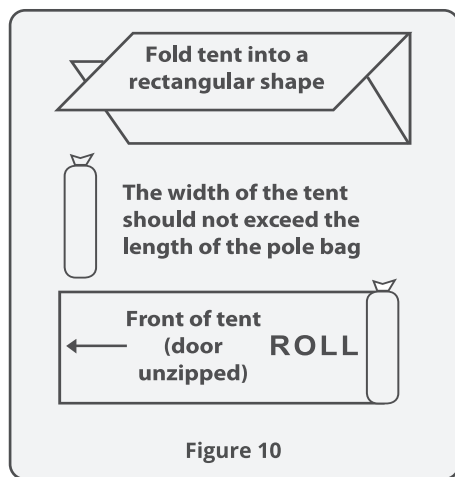 Fold tent into a
rectangular shape
The width of the tent
should not exceed the
length of the pole bag
Front of tent
(door
unzipped)
ROLL
Figure 10